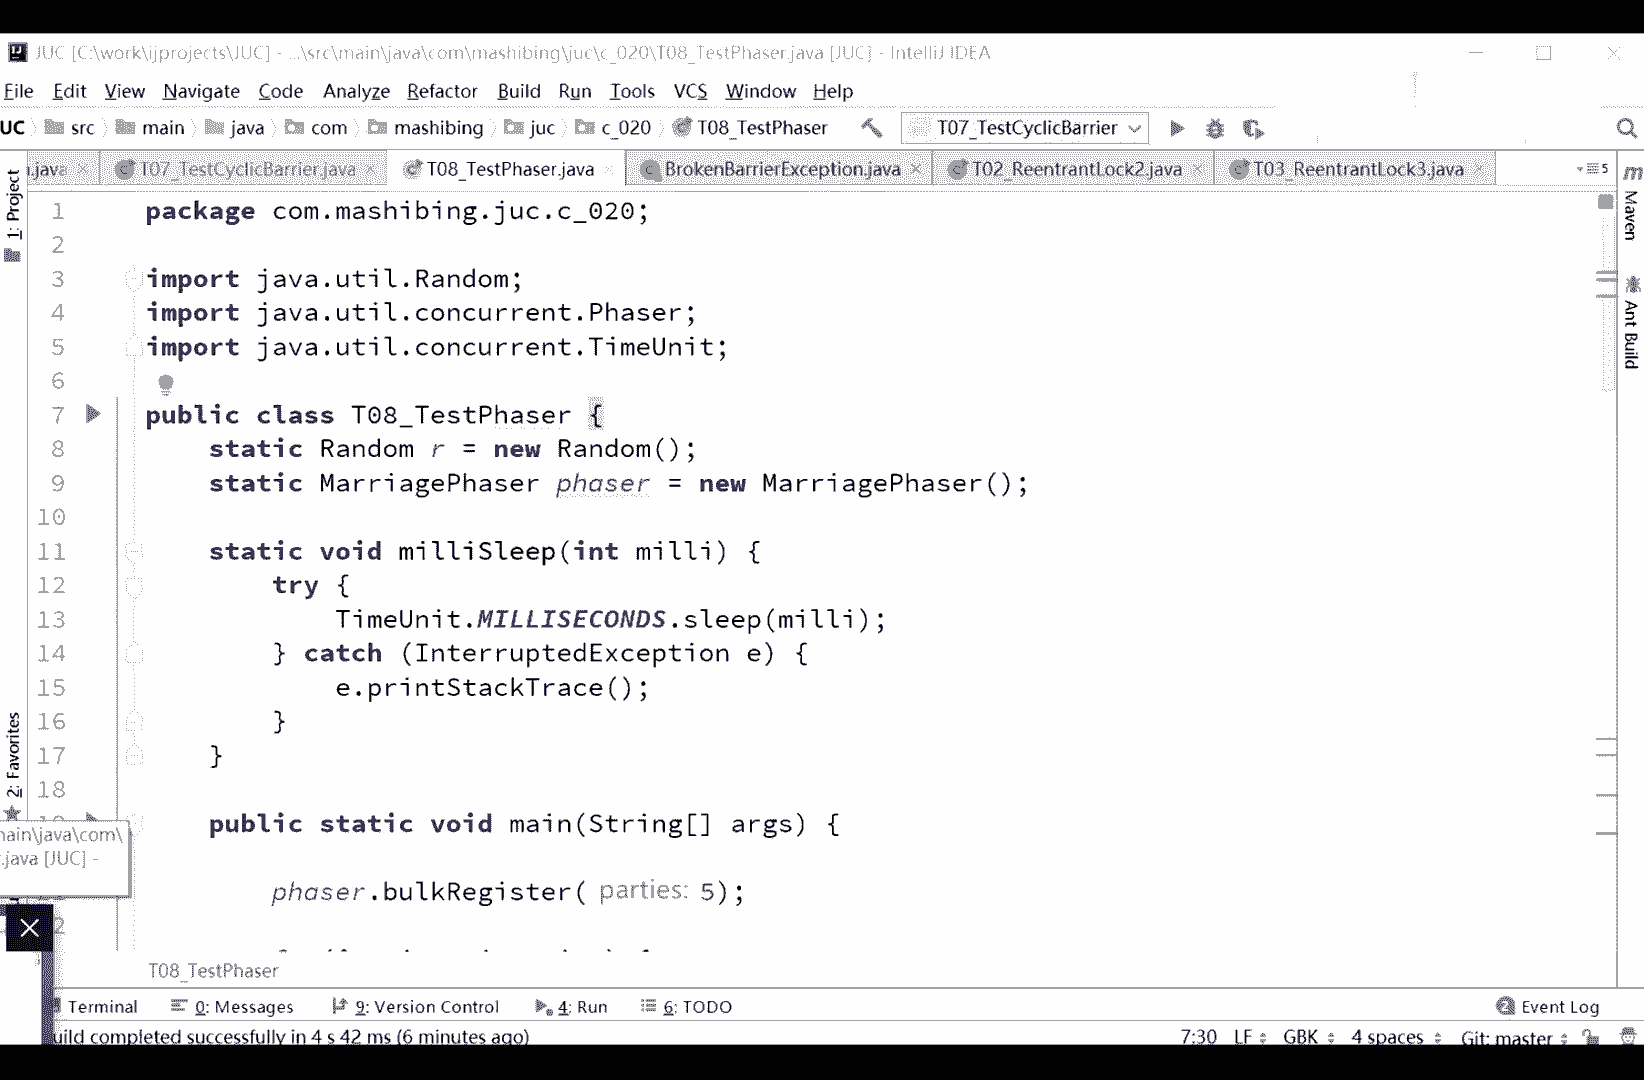 JUC [C:\work\ijprojects\JUC] - ...\src\main\java\com\mashibing\juc\c_020\T08_TestPhaser.java [JUC] - IntelliJ IDEA
File Edit View Navigate Code Analyze Refactor Build Run Tools VCS Window Help
UC src main java com mashibing juc c_020 T08_TestPhaser T07_TestCyclicBarrier
.java T07_TestCyclicBarrier.java T08_TestPhaser.java BrokenBarrierException.java T02_ReentrantLock2.java T03_ReentrantLock3.java 5
1: Project
2: Favorites
Maven
Ant Build
1 package com.mashibing.juc.c_020;
2
3 import java.util.Random;
4 import java.util.concurrent.Phaser;
5 import java.util.concurrent.TimeUnit;
6
7 public class T08_TestPhaser {
8 static Random r = new Random();
9 static MarriagePhaser phaser = new MarriagePhaser();
10
11 static void milliSleep(int milli) {
12 try {
13 TimeUnit.MILLISECONDS.sleep(milli);
14 } catch (InterruptedException e) {
15 e.printStackTrace();
16 }
17 }
18
public static void main(String[] args) {
ain\java\com\
.java [JUC] -
phaser.bulkRegister( parties: 5);
2
T08_TestPhaser
Terminal 0: Messages 9: Version Control 4: Run 6: TODO 2 Event Log
uild completed successfully in 4 s 42 ms (6 minutes ago) 7:30 LF GBK 4 spaces Git: master